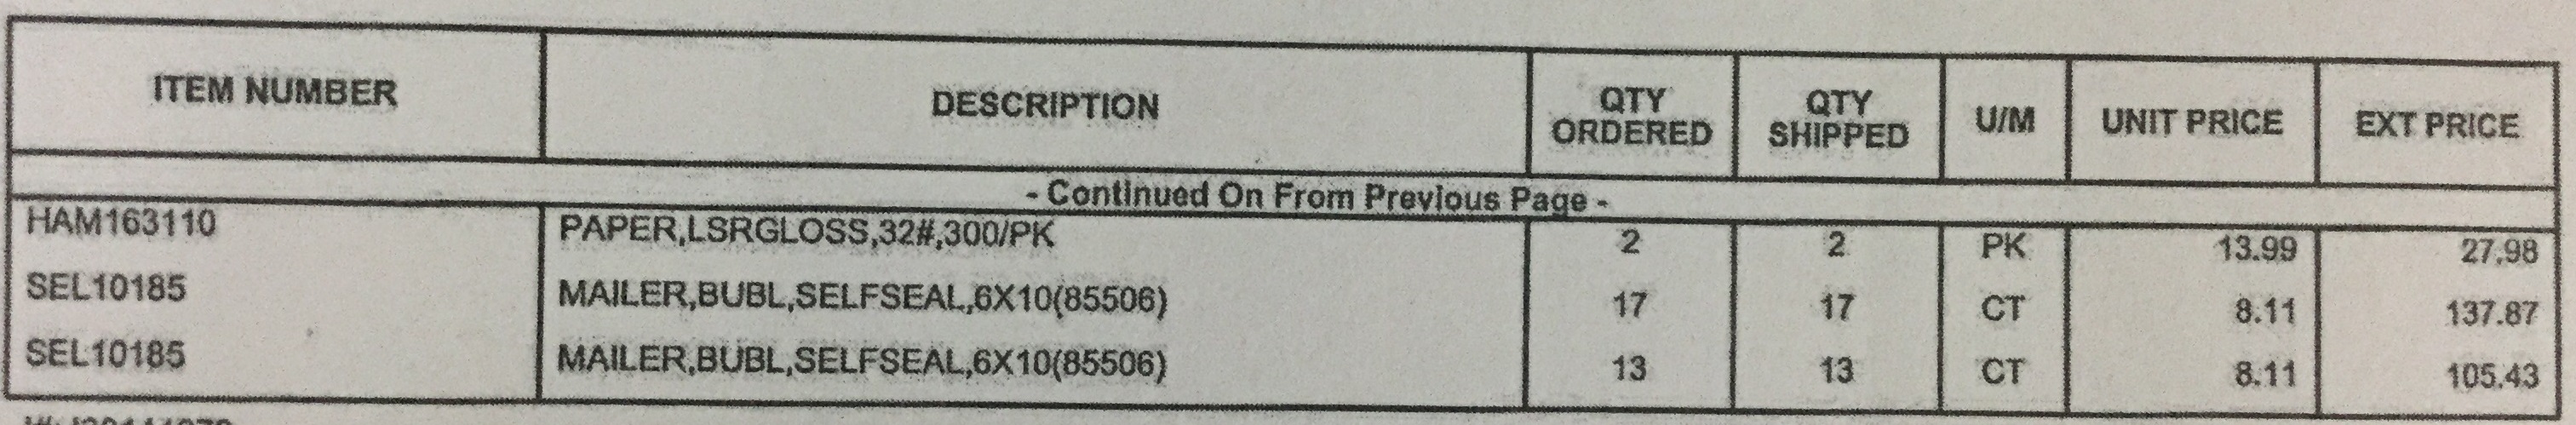 ITEM NUMBER DESCRIPTION QTY ORDERED QTY SHIPPED U/M UNIT PRICE EXT PRICE
- Continued On From Previous Page -
HAM163110 PAPER,LSRGLOSS,32#,300/PK 2 2 PK 13.99 27.98
SEL10185 MAILER,BUBL,SELFSEAL,6X10(85506) 17 17 CT 8.11 137.87
SEL10185 MAILER,BUBL,SELFSEAL,6X10(85506) 13 13 CT 8.11 105.43